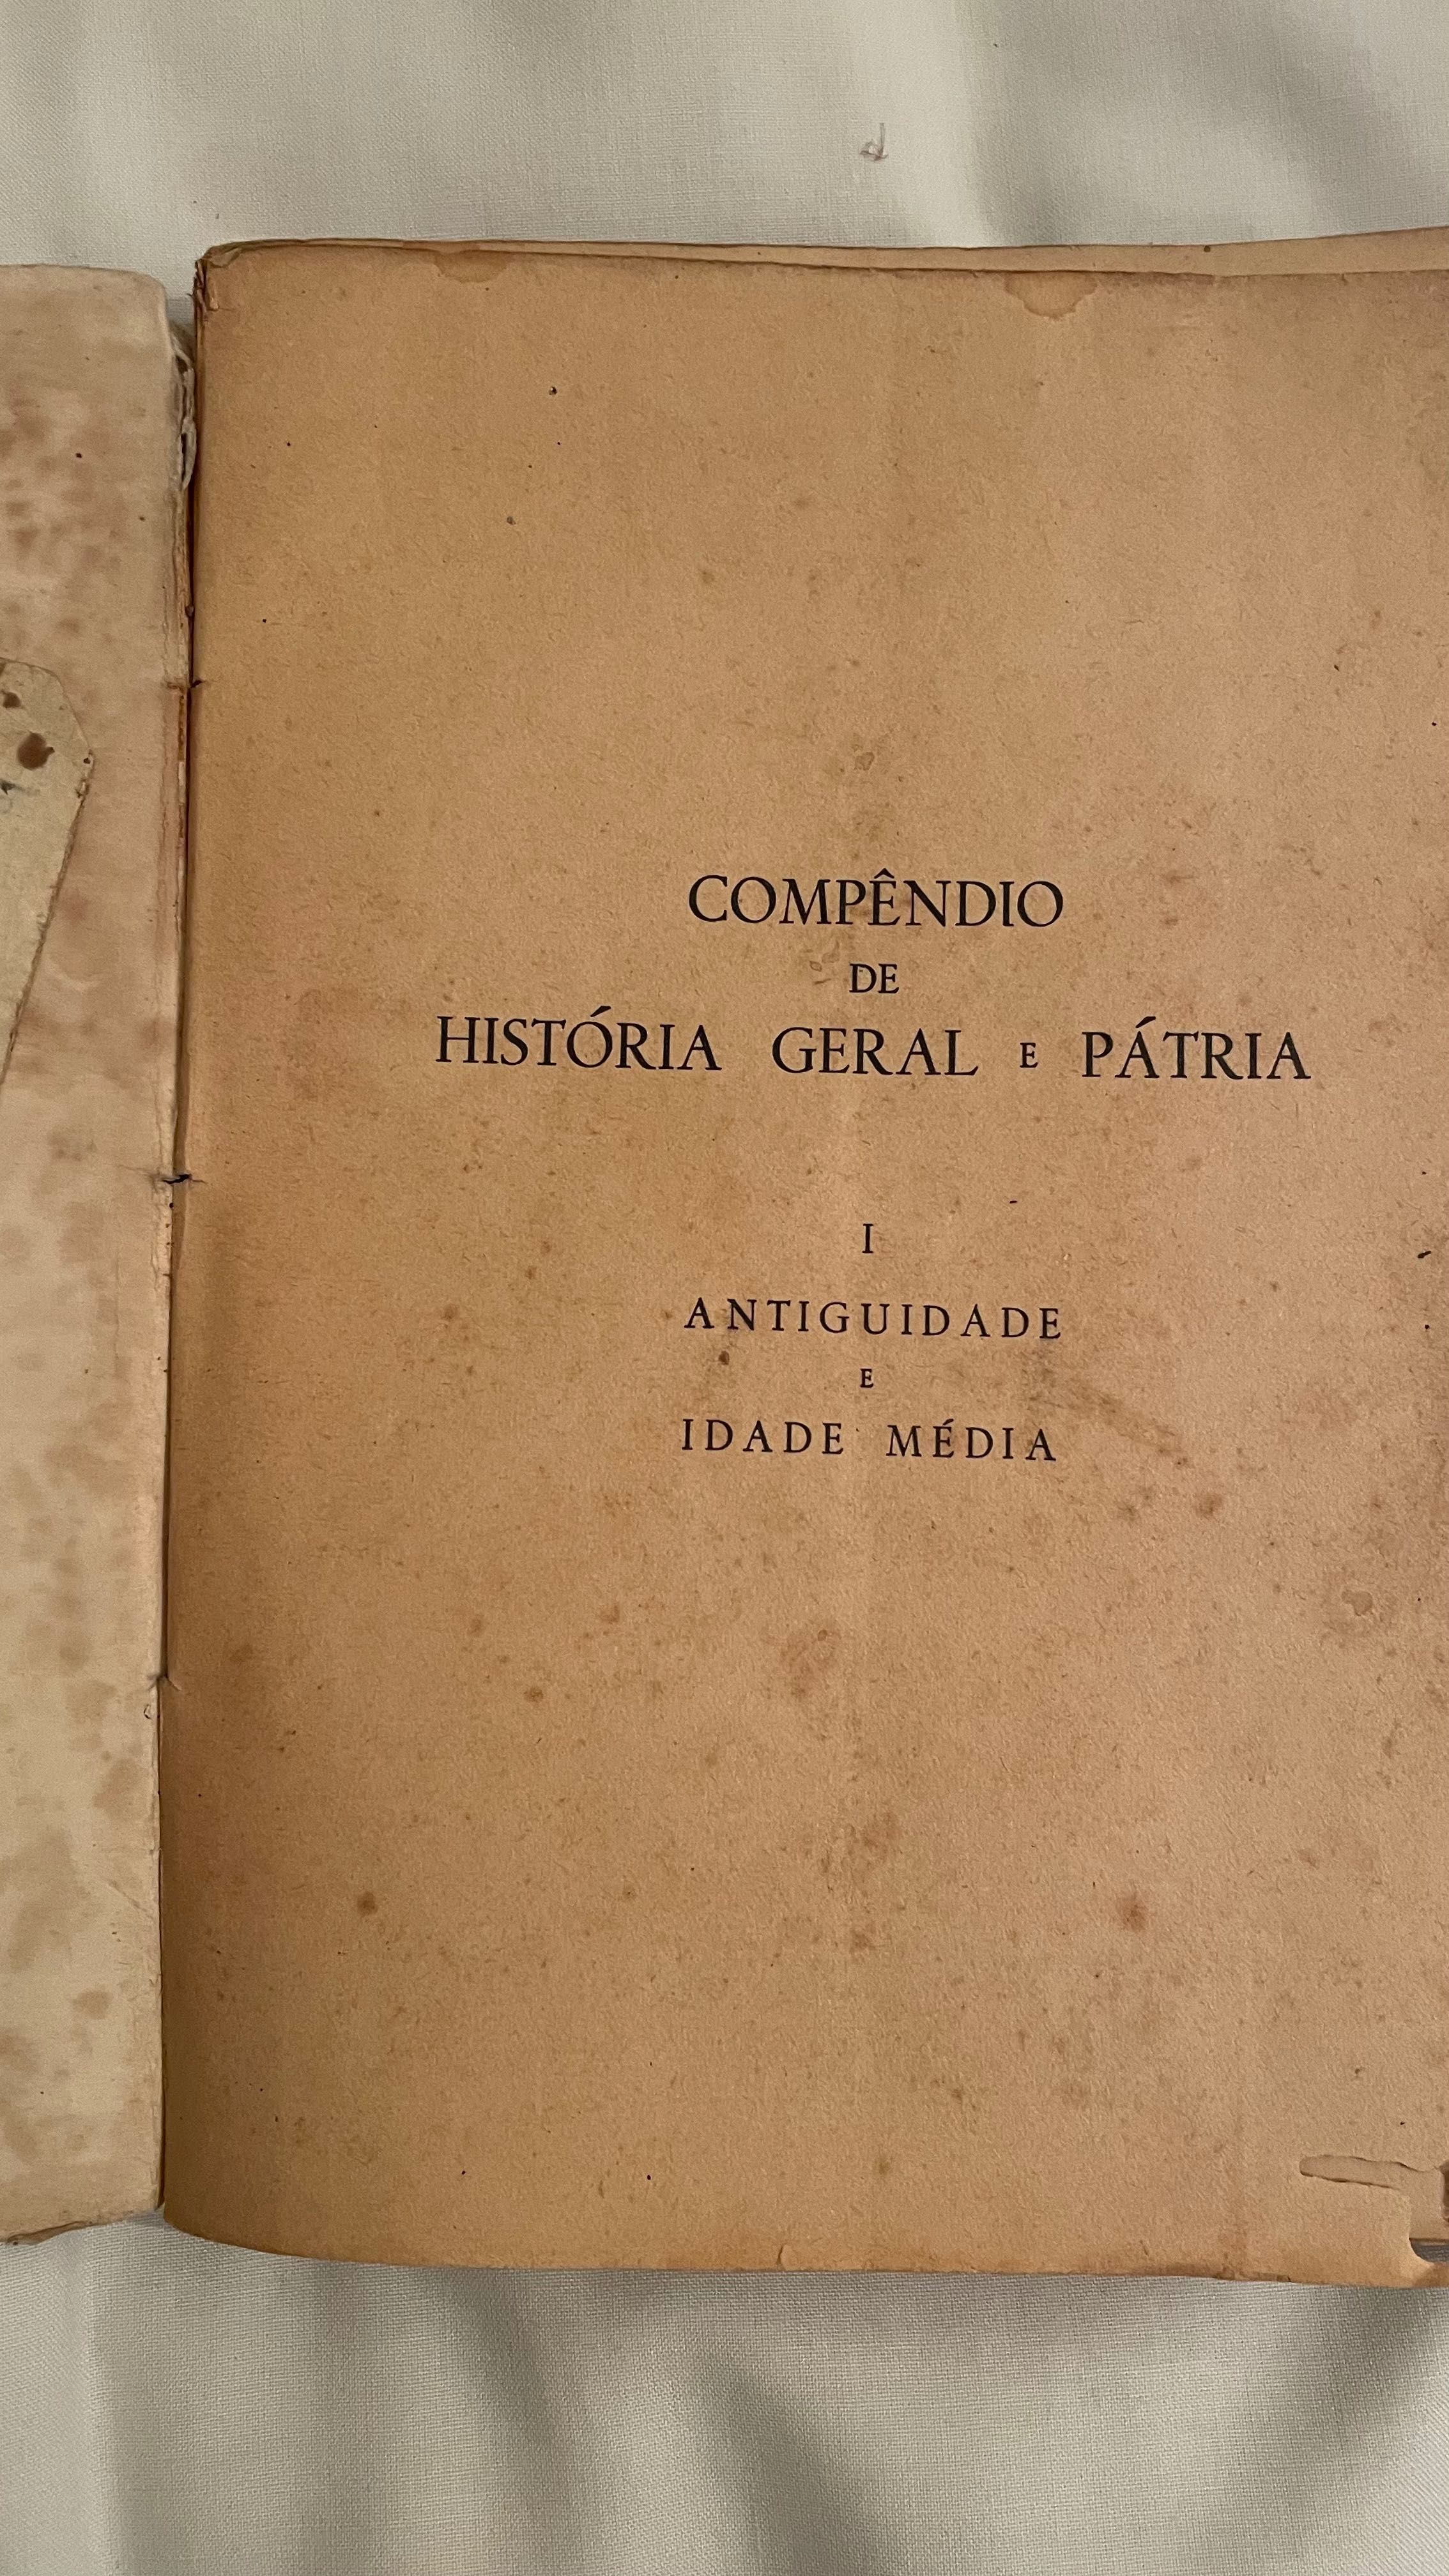 COMPÊNDIO
DE
HISTÓRIA GERAL E PÁTRIA
I
ANTIGUIDADE
E
IDADE MÉDIA